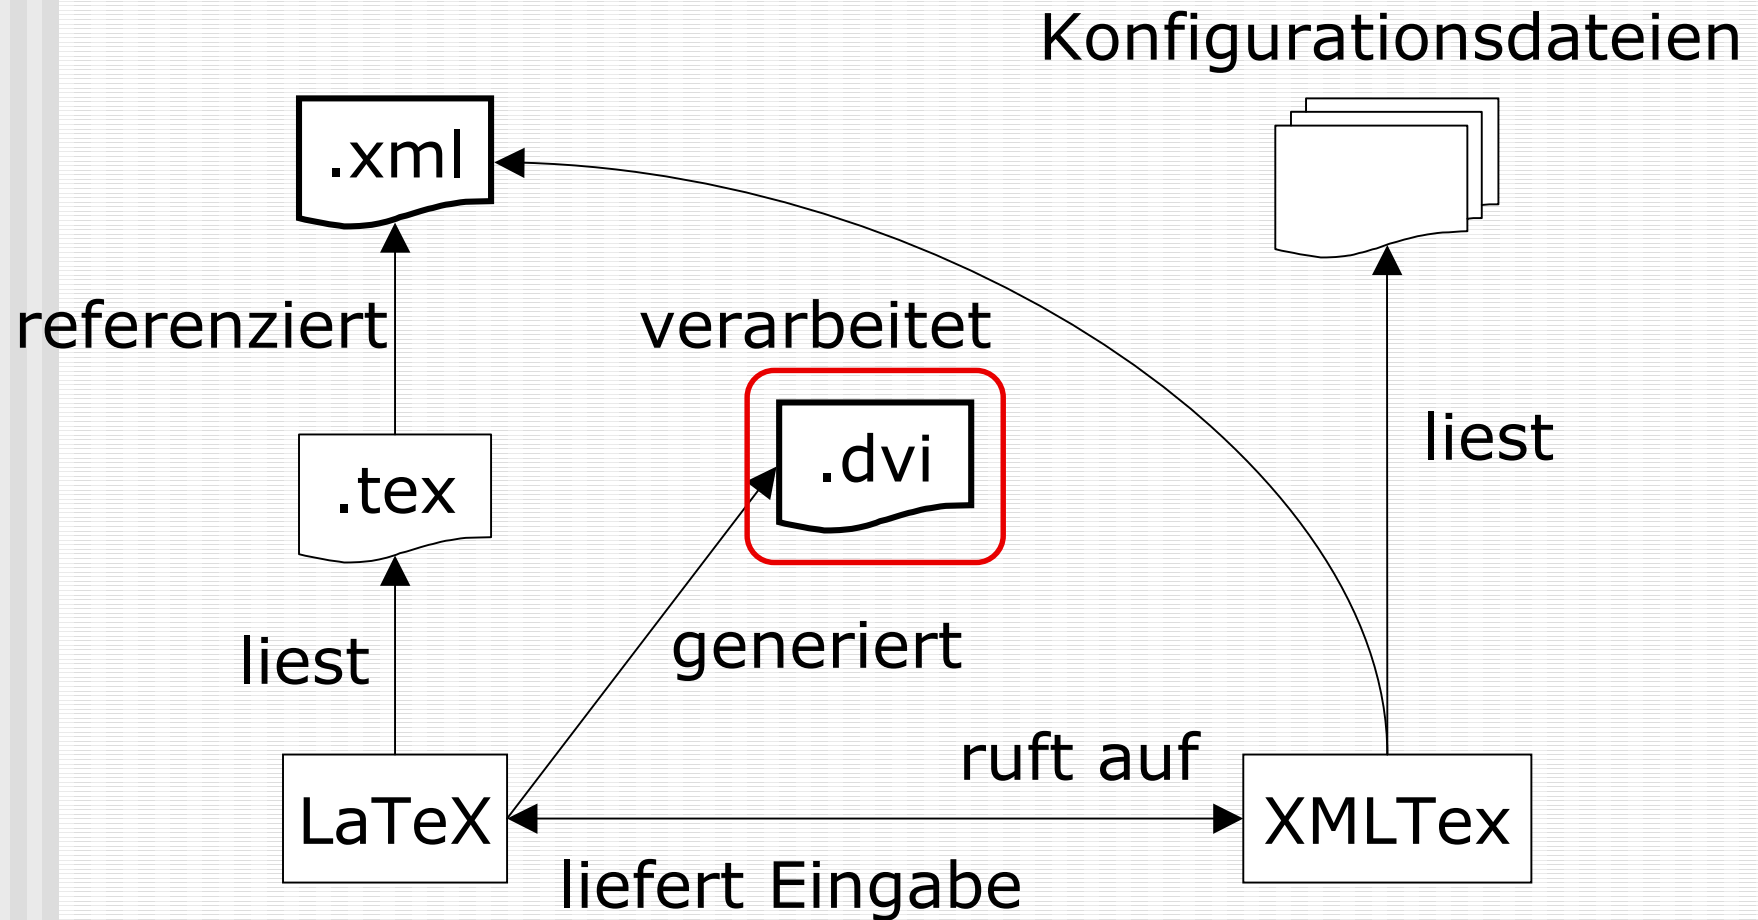 Konfigurationsdateien
.xml
referenziert
verarbeitet
.dvi
liest
.tex
generiert
liest
ruft auf
LaTeX
XMLTex
liefert Eingabe